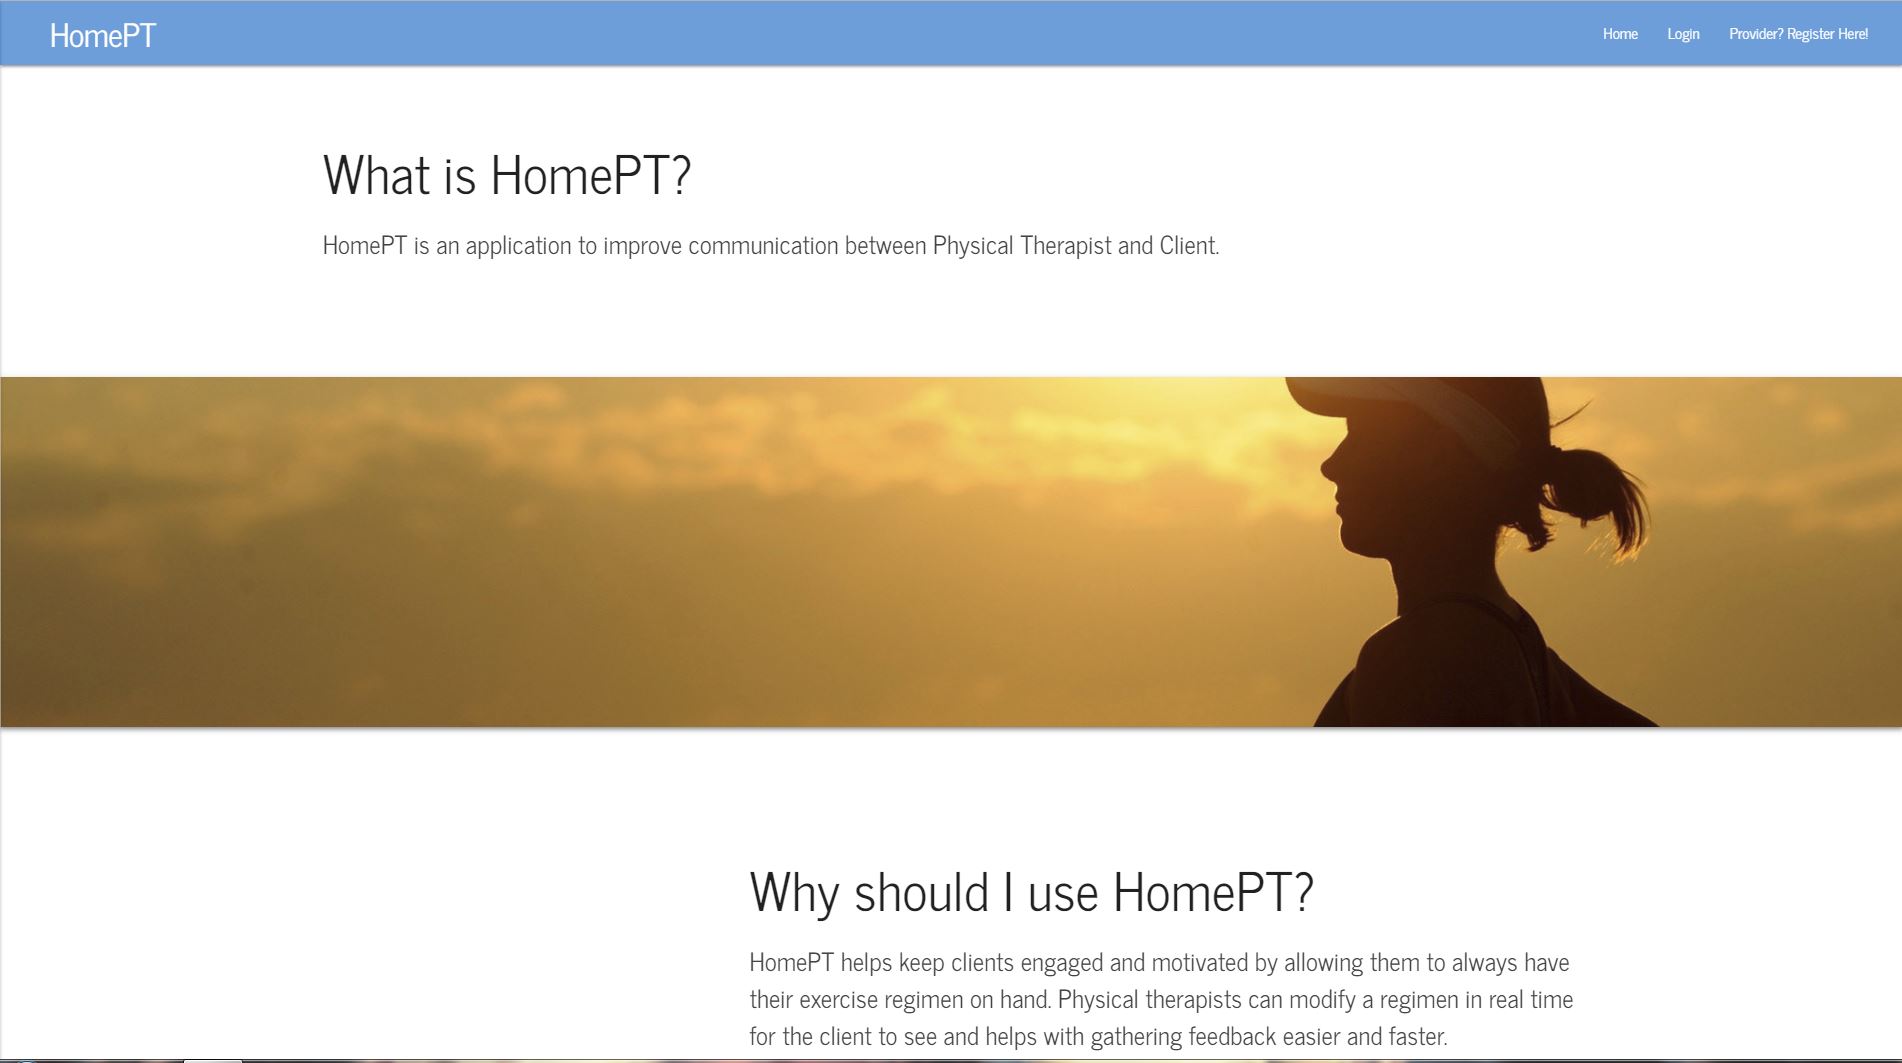 HomePT
Home
Login
Provider? Register Here!
What is HomePT?
HomePT is an application to improve communication between Physical Therapist and Client.
Why should I use HomePT?
HomePT helps keep clients engaged and motivated by allowing them to always have
their exercise regimen on hand. Physical therapists can modify a regimen in real time
for the client to see and helps with gathering feedback easier and faster.